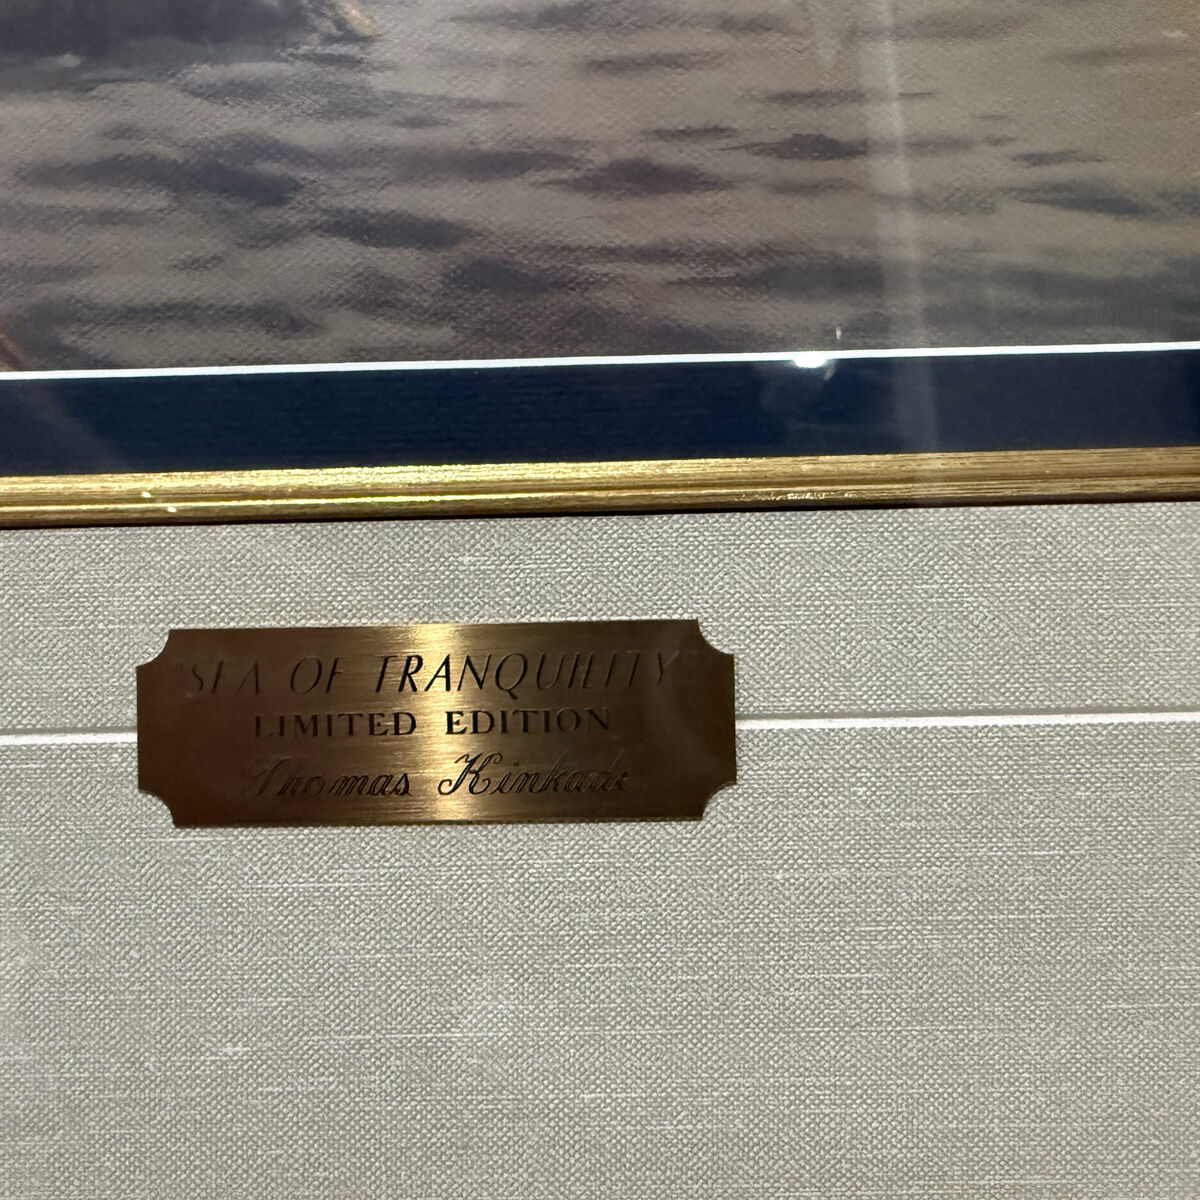 "SEA OF TRANQUILITY"
LIMITED EDITION
Thomas Kinkade